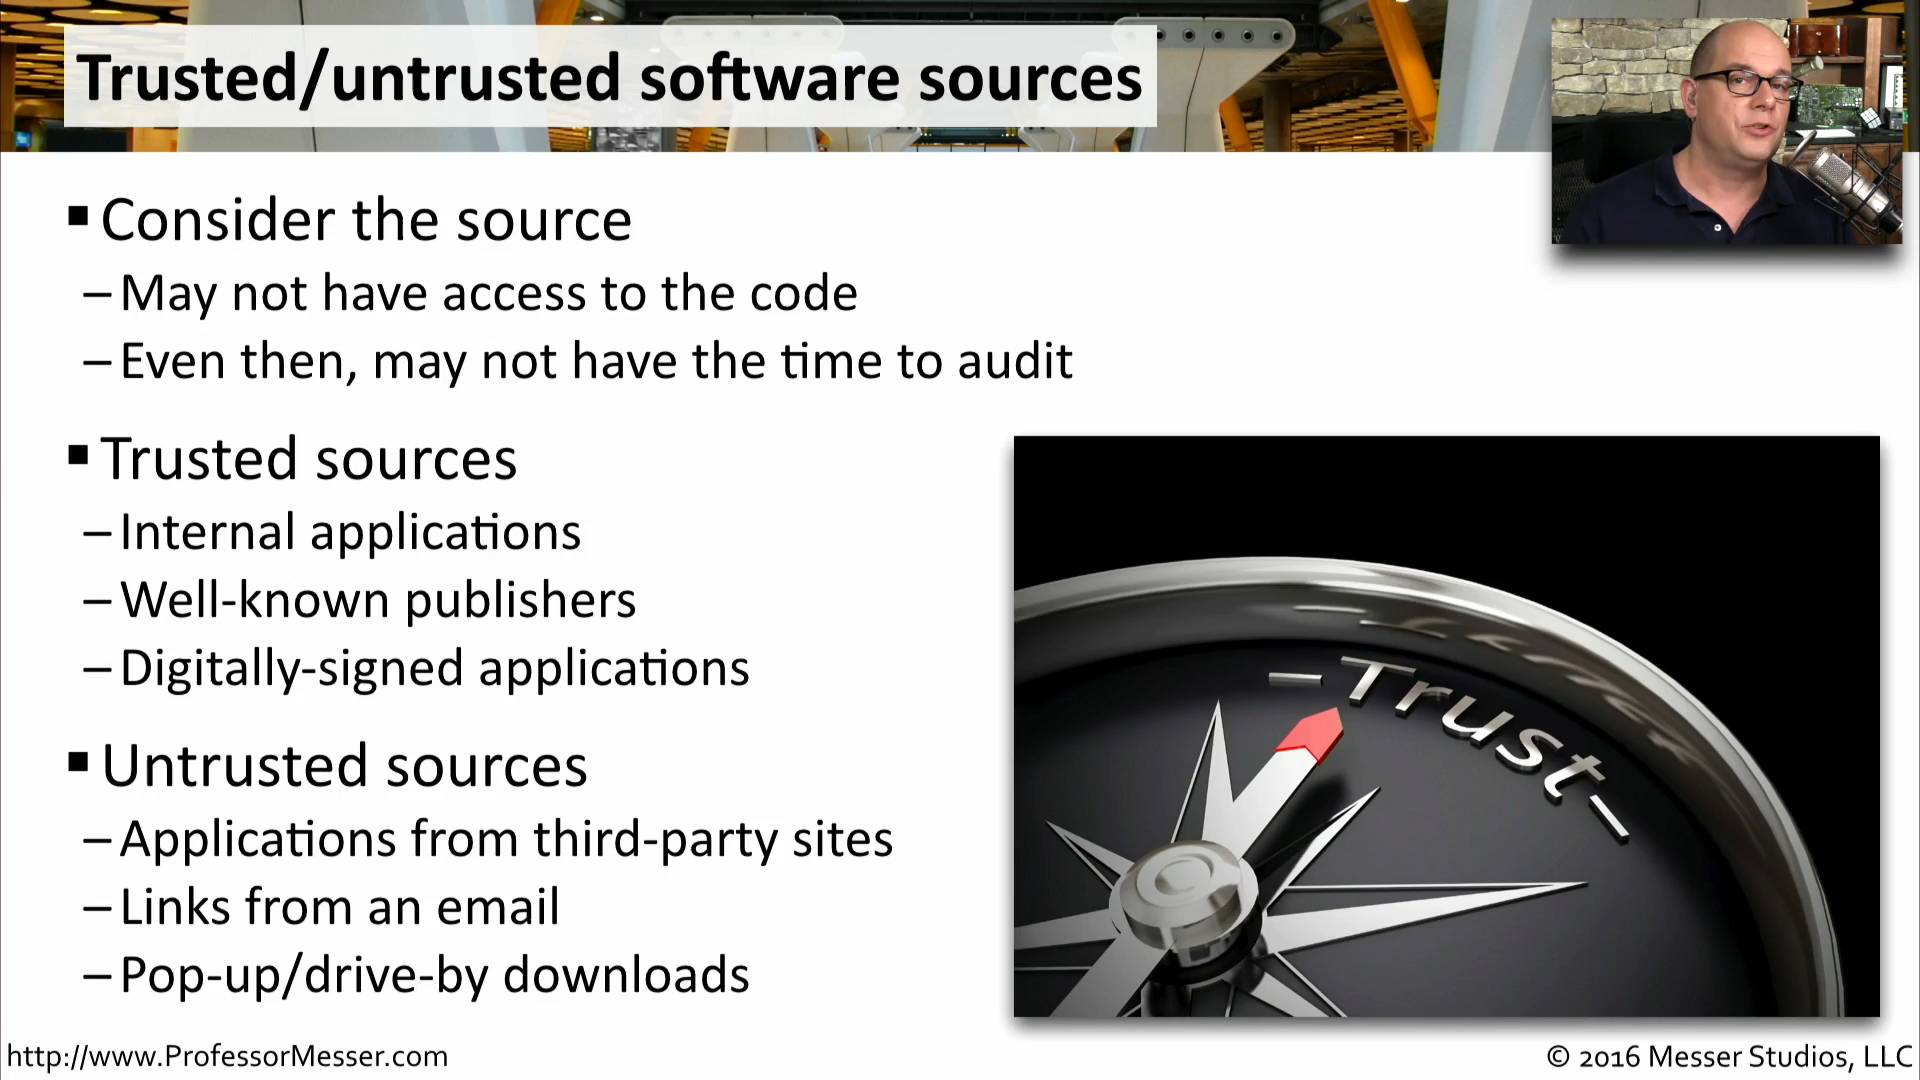 Trusted/untrusted software sources
▪ Consider the source
– May not have access to the code
– Even then, may not have the time to audit
▪ Trusted sources
– Internal applications
– Well-known publishers
– Digitally-signed applications
▪ Untrusted sources
– Applications from third-party sites
– Links from an email
– Pop-up/drive-by downloads
–Trust–
http://www.ProfessorMesser.com
© 2016 Messer Studios, LLC